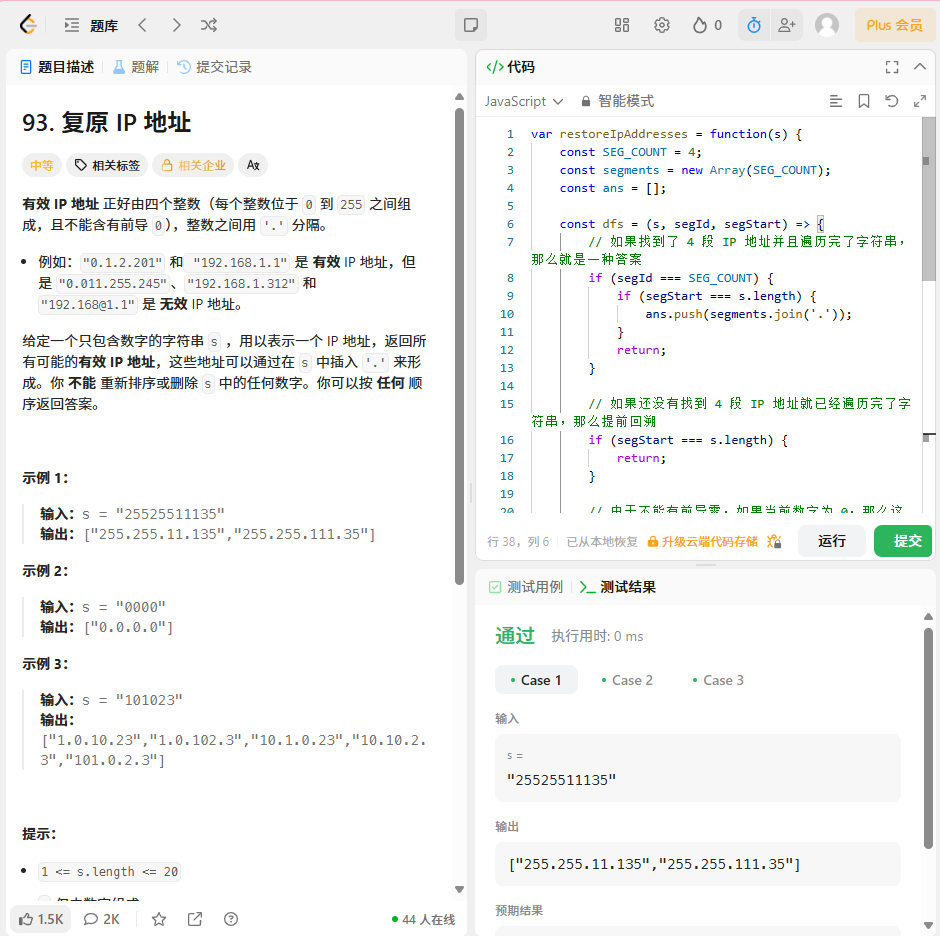 题库
0
Plus 会员
题目描述
题解
提交记录
93. 复原 IP 地址
中等
相关标签
相关企业
有效 IP 地址 正好由四个整数（每个整数位于 0 到 255 之间组
成，且不能含有前导 0），整数之间用 '.' 分隔。
例如："0.1.2.201" 和 "192.168.1.1" 是 有效 IP 地址，但
是 "0.011.255.245"、"192.168.1.312" 和
"192.168@1.1" 是 无效 IP 地址。
给定一个只包含数字的字符串 s ，用以表示一个 IP 地址，返回所
有可能的有效 IP 地址，这些地址可以通过在 s 中插入 '.' 来形
成。你 不能 重新排序或删除 s 中的任何数字。你可以按 任何 顺
序返回答案。
示例 1：
输入：s = "25525511135"
输出：["255.255.11.135","255.255.111.35"]
示例 2：
输入：s = "0000"
输出：["0.0.0.0"]
示例 3：
输入：s = "101023"
输出：
["1.0.10.23","1.0.102.3","10.1.0.23","10.10.2.
3","101.0.2.3"]
提示：
1 <= s.length <= 20
1.5K
2K
44 人在线
</> 代码
JavaScript
智能模式
1 var restoreIpAddresses = function(s) {
2 const SEG_COUNT = 4;
3 const segments = new Array(SEG_COUNT);
4 const ans = [];
5
6 const dfs = (s, segId, segStart) => {
7 // 如果找到了 4 段 IP 地址并且遍历完了字符串，
那么就是一种答案
8 if (segId === SEG_COUNT) {
9 if (segStart === s.length) {
10 ans.push(segments.join('.'));
11 }
12 return;
13 }
14
15 // 如果还没有找到 4 段 IP 地址就已经遍历完了字
符串，那么提前回溯
16 if (segStart === s.length) {
17 return;
18 }
19
20 // 由于不能有前导零，如果当前数字为 0，那么这
行 38，列 6
已从本地恢复
升级云端代码存储
运行
提交
测试用例
测试结果
通过
执行用时: 0 ms
Case 1
Case 2
Case 3
输入
s =
"25525511135"
输出
["255.255.11.135","255.255.111.35"]
预期结果